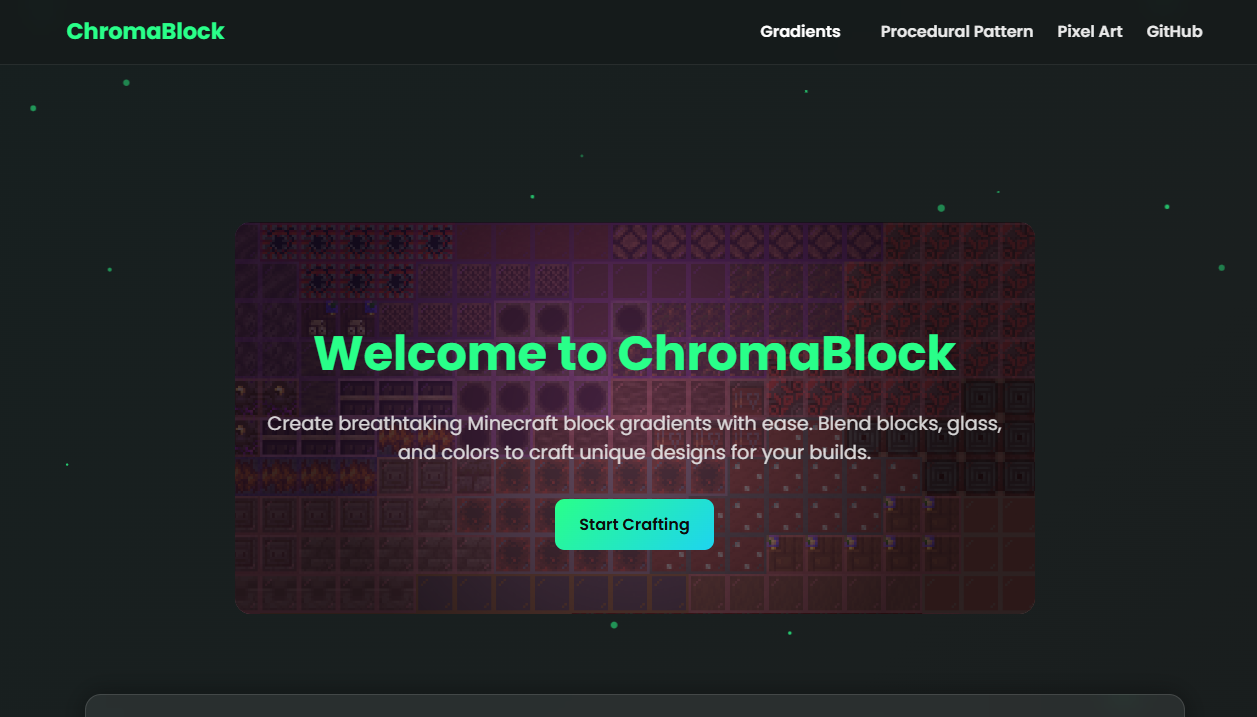 ChromaBlock
Gradients
Procedural Pattern
Pixel Art
GitHub
Welcome to ChromaBlock
Create breathtaking Minecraft block gradients with ease. Blend blocks, glass,
and colors to craft unique designs for your builds.
Start Crafting